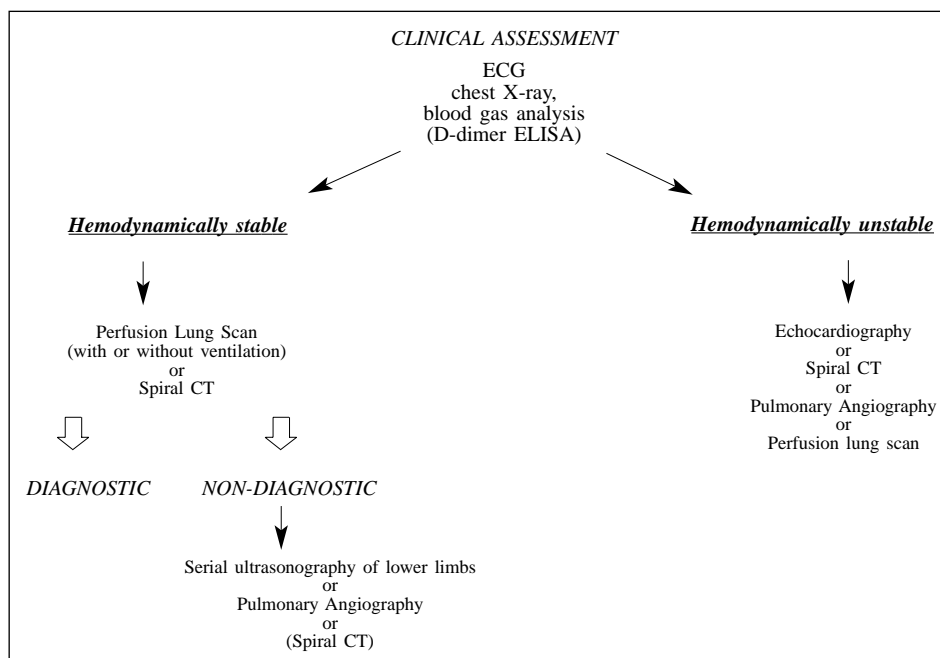 CLINICAL ASSESSMENT
ECG
chest X-ray,
blood gas analysis
(D-dimer ELISA)
Hemodynamically stable
Hemodynamically unstable
Perfusion Lung Scan
(with or without ventilation)
or
Spiral CT
Echocardiography
or
Spiral CT
or
Pulmonary Angiography
or
Perfusion lung scan
DIAGNOSTIC
NON-DIAGNOSTIC
Serial ultrasonography of lower limbs
or
Pulmonary Angiography
or
(Spiral CT)